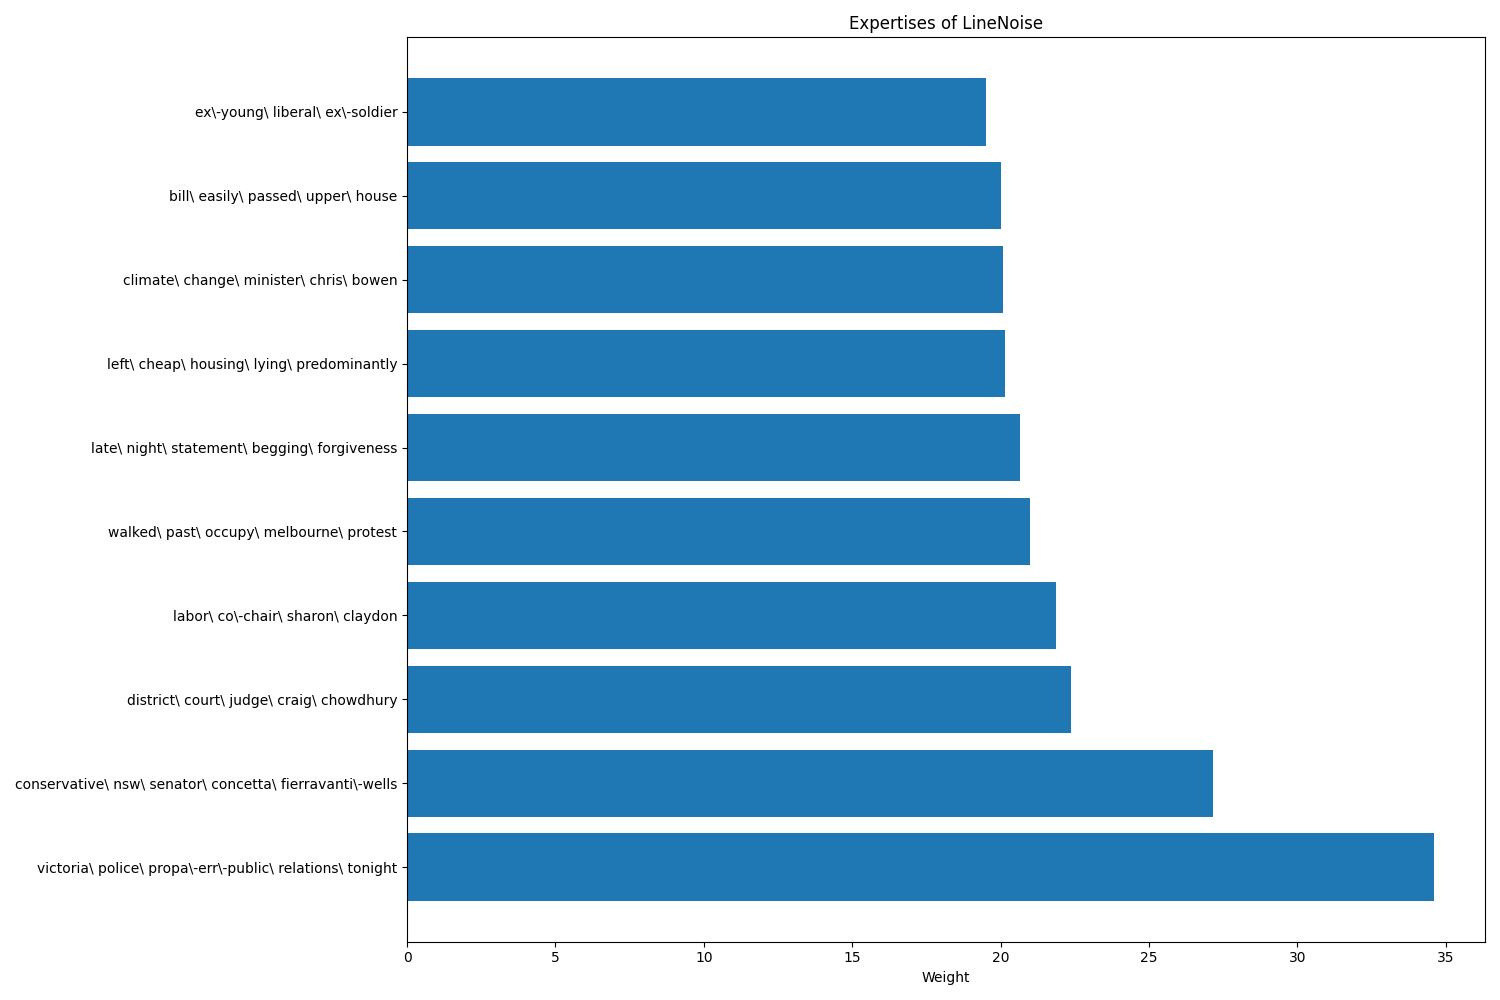 Expertises of LineNoise
ex\-young\ liberal\ ex\-soldier
bill\ easily\ passed\ upper\ house
climate\ change\ minister\ chris\ bowen
left\ cheap\ housing\ lying\ predominantly
late\ night\ statement\ begging\ forgiveness
walked\ past\ occupy\ melbourne\ protest
labor\ co\-chair\ sharon\ claydon
district\ court\ judge\ craig\ chowdhury
conservative\ nsw\ senator\ concetta\ fierravanti\-wells
victoria\ police\ propa\-err\-public\ relations\ tonight
0 5 10 15 20 25 30 35
Weight